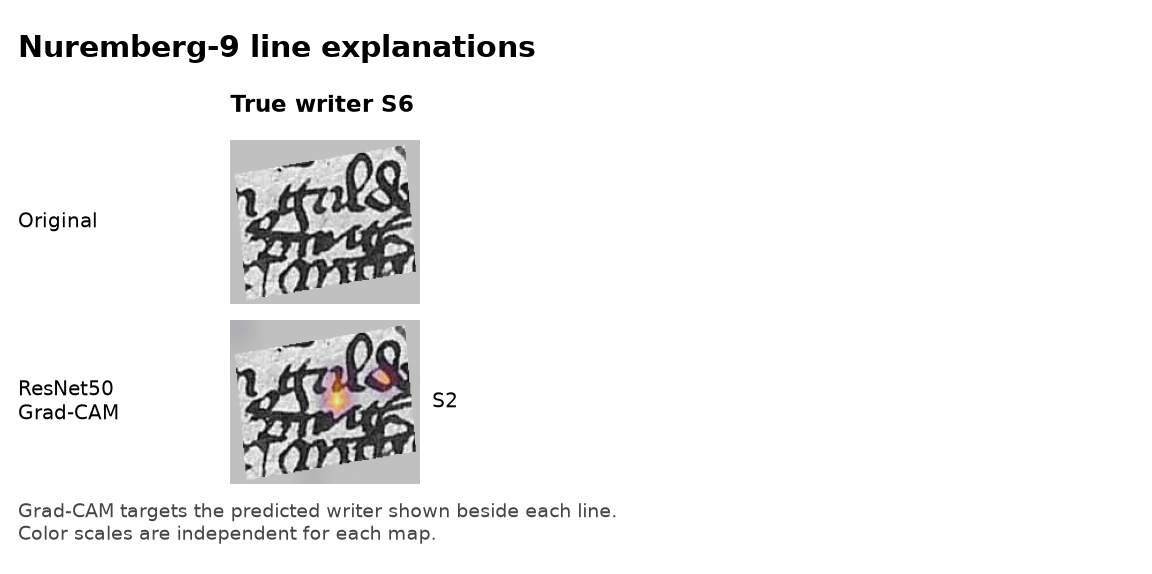 Nuremberg-9 line explanations
True writer S6
Original
ResNet50
Grad-CAM
S2
Grad-CAM targets the predicted writer shown beside each line.
Color scales are independent for each map.